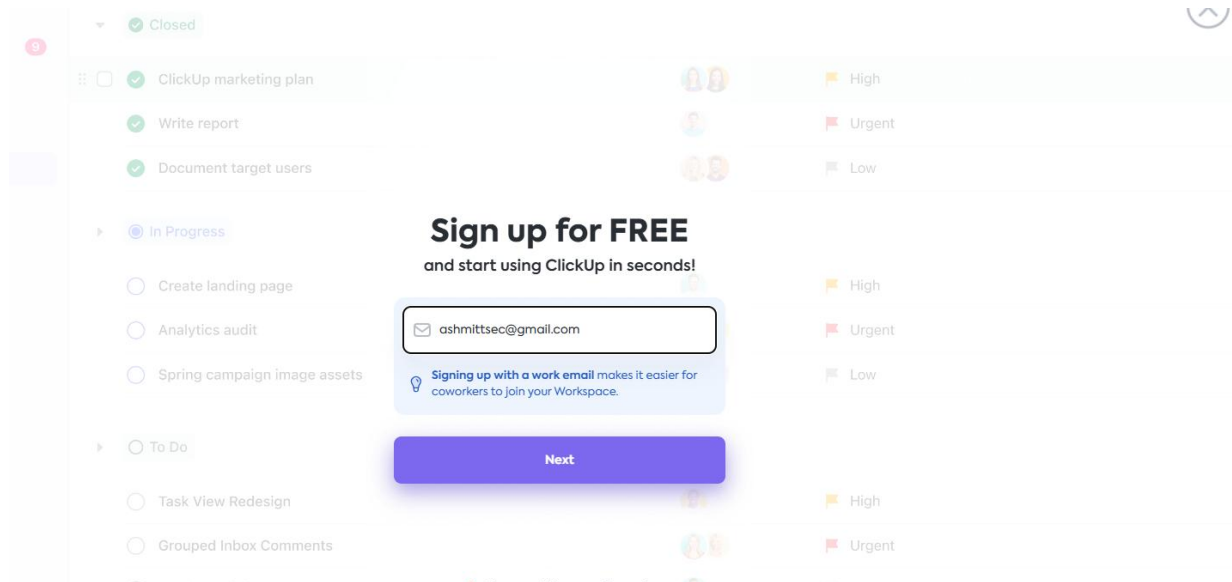 Closed
9
ClickUp marketing plan High
Write report Urgent
Document target users Low
In Progress
Sign up for FREE
and start using ClickUp in seconds!
Create landing page High
ashmittsec@gmail.com
Analytics audit Urgent
Signing up with a work email makes it easier for
coworkers to join your Workspace.
Spring campaign image assets Low
To Do
Next
Task View Redesign High
Grouped Inbox Comments Urgent